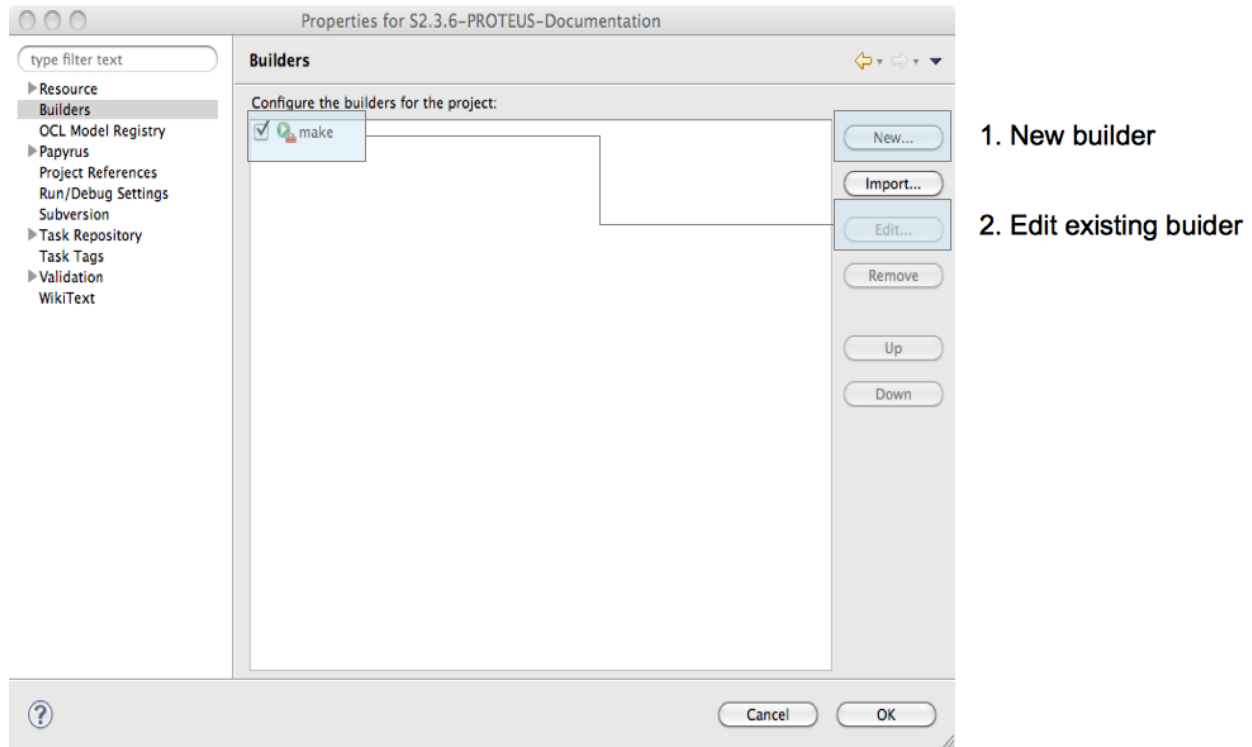 Properties for S2.3.6-PROTEUS-Documentation
type filter text
Resource
Builders
OCL Model Registry
Papyrus
Project References
Run/Debug Settings
Subversion
Task Repository
Task Tags
Validation
WikiText
Builders
Configure the builders for the project:
make
New...
Import...
Edit...
Remove
Up
Down
1. New builder
2. Edit existing buider
?
Cancel
OK